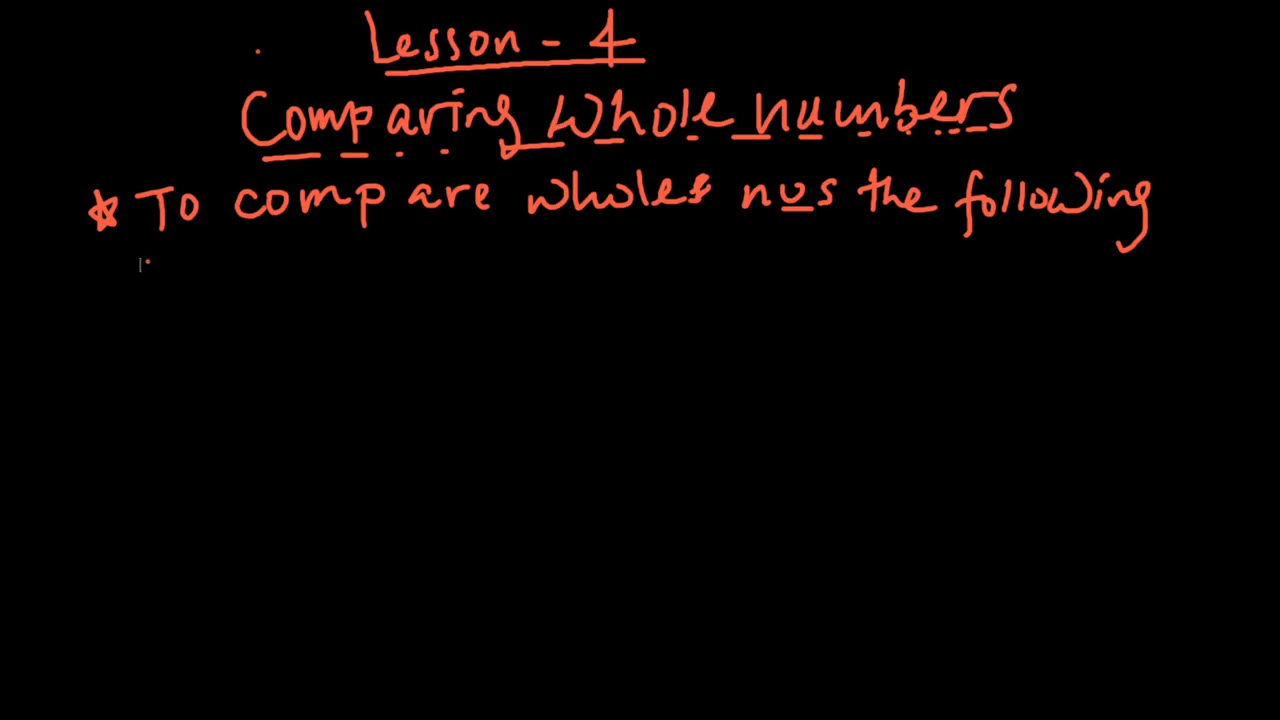 Lesson - 4
Comparing Whole numbers
* To compare wholes nos the following